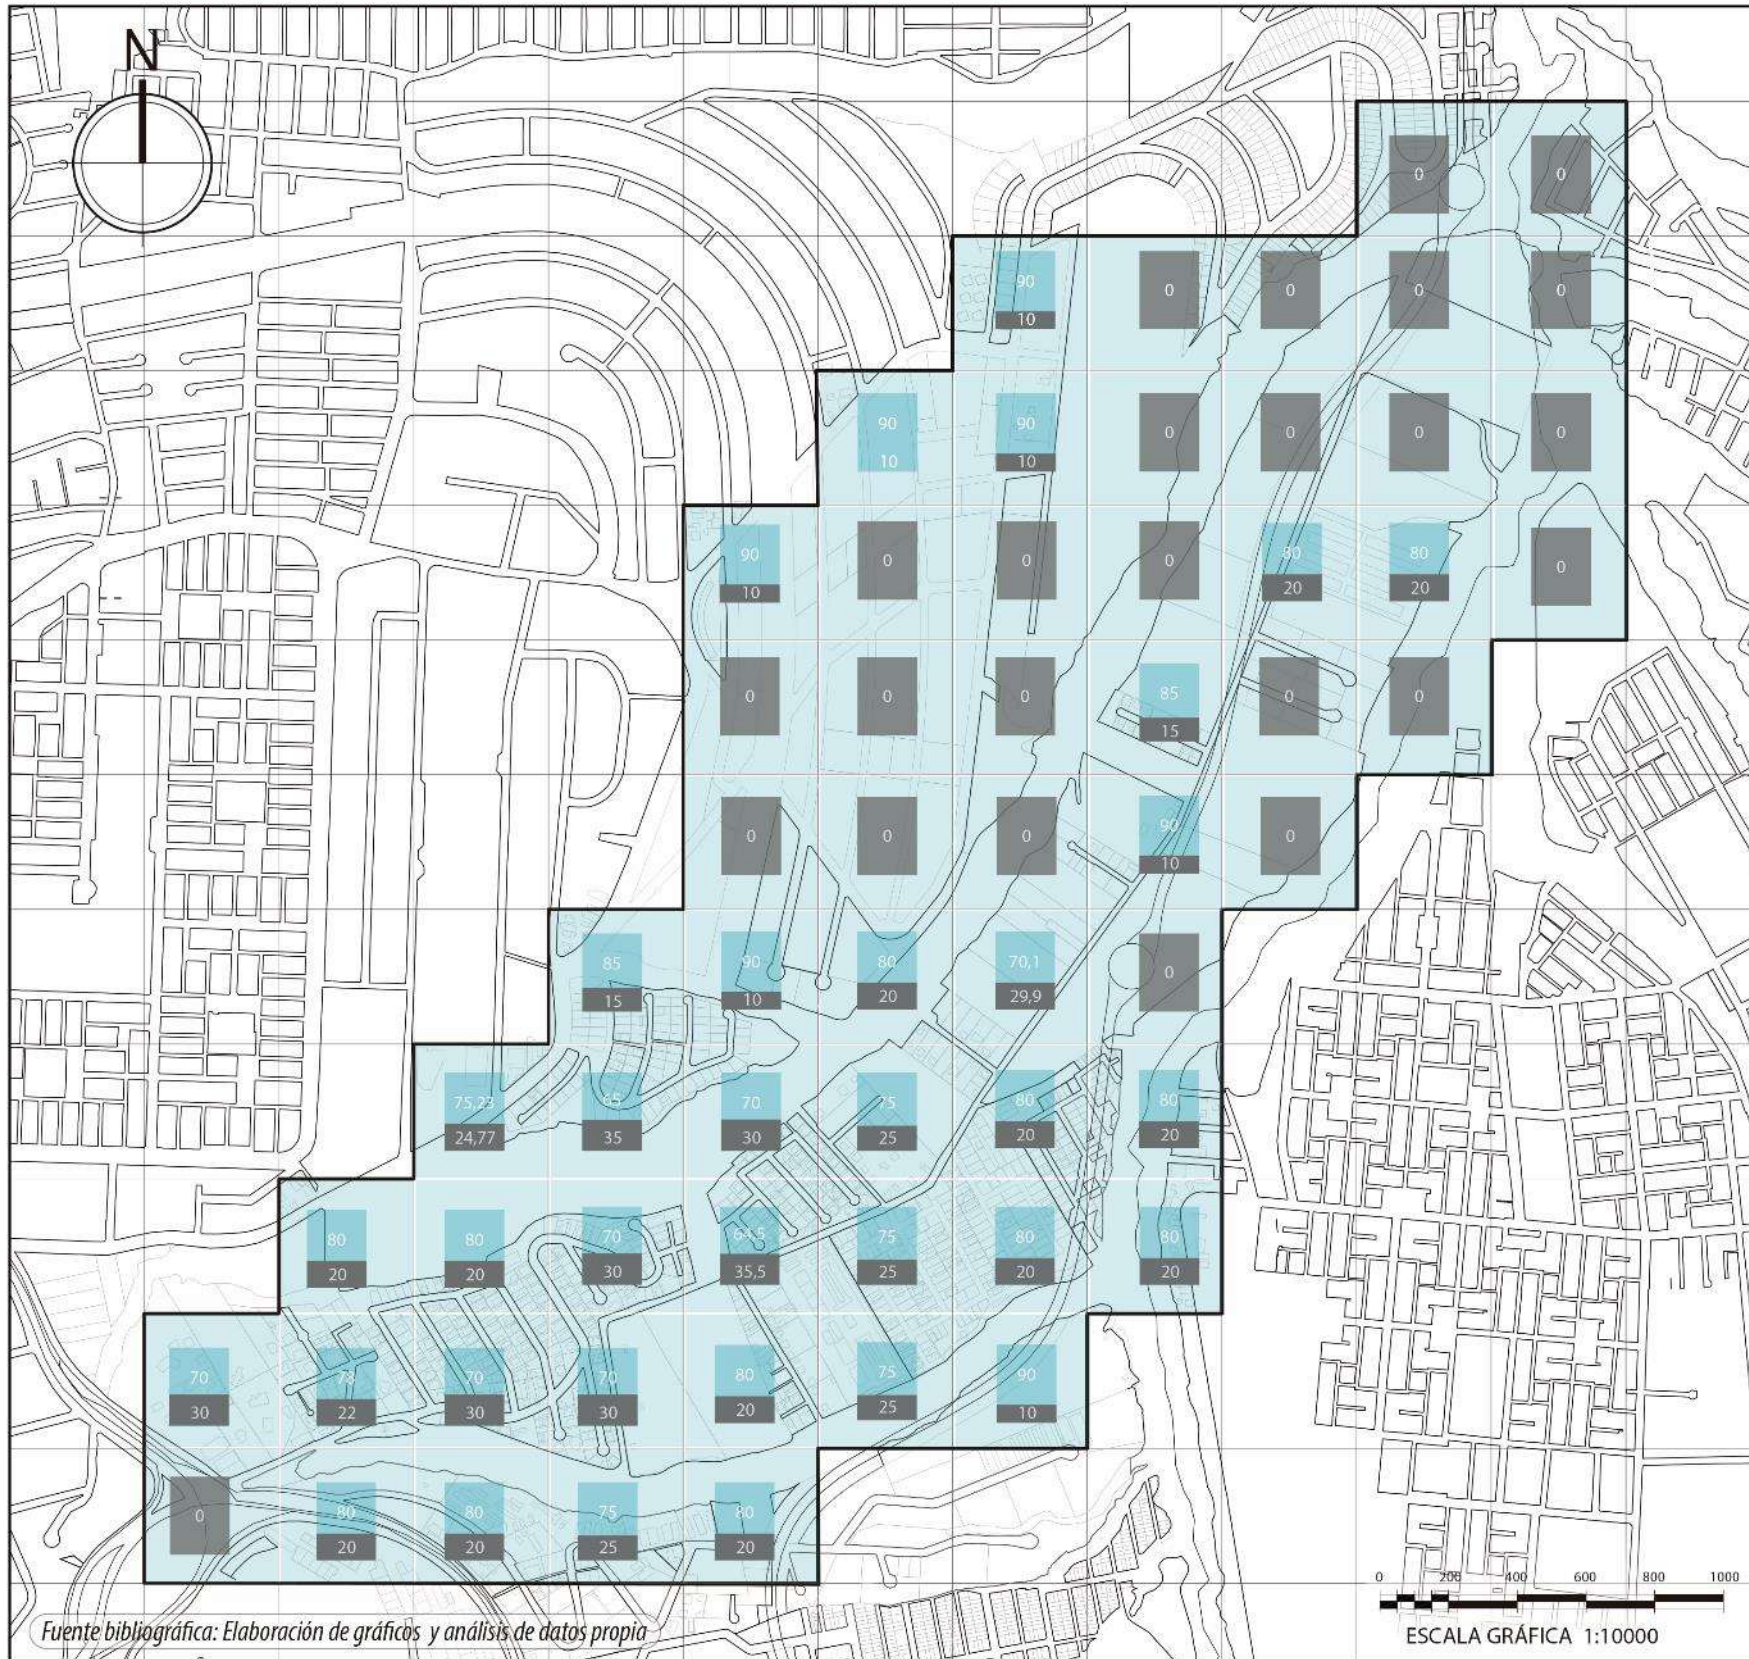 N
0 0
90 0 0 0 0
10
90 90 0 0 0 0
10 10
90 0 0 0 80 80 0
10 20 20
0 0 0 85 0 0
15
0 0 0 90 0
10
85 90 80 70,1 0
15 10 20 29,9
75,23 65 70 75 80 80
24,77 35 30 25 20 20
80 80 70 64,5 75 80 80
20 20 30 35,5 25 20 20
70 78 70 70 80 75 90
30 22 30 30 20 25 10
0 80 80 75 80
20 20 25 20
0 200 400 600 800 1000
Fuente bibliográfica: Elaboración de gráficos y análisis de datos propia
ESCALA GRÁFICA 1:10000